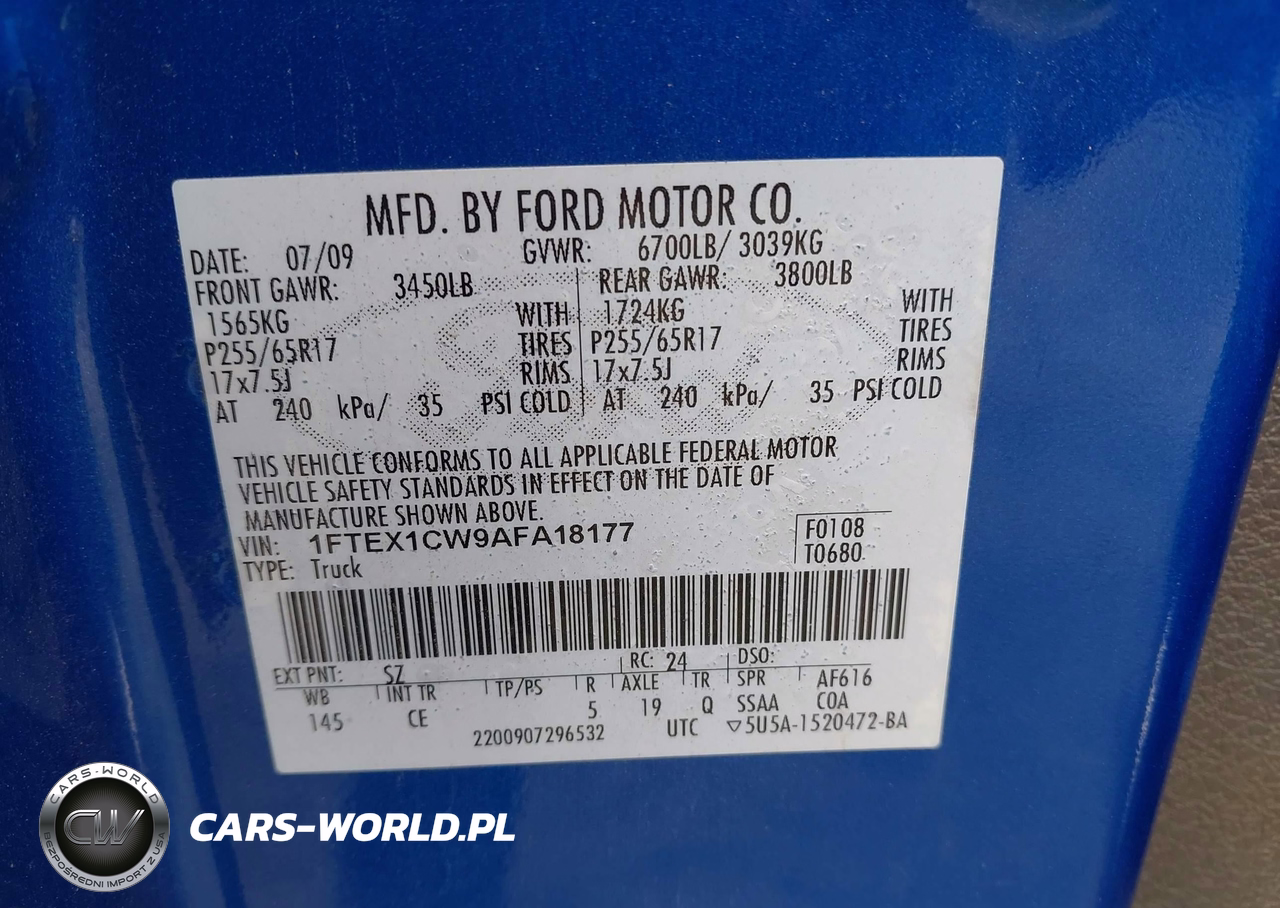 MFD. BY FORD MOTOR CO.
DATE: 07/09 GVWR: 6700LB/ 3039KG
FRONT GAWR: 3450LB REAR GAWR: 3800LB
1565KG WITH 1724KG WITH
P255/65R17 TIRES P255/65R17 TIRES
17x7.5J RIMS 17x7.5J RIMS
AT 240 kPa/ 35 PSI COLD AT 240 kPa/ 35 PSI COLD
THIS VEHICLE CONFORMS TO ALL APPLICABLE FEDERAL MOTOR
VEHICLE SAFETY STANDARDS IN EFFECT ON THE DATE OF
MANUFACTURE SHOWN ABOVE.
VIN: 1FTEX1CW9AFA18177 F0108
TYPE: Truck T0680
EXT PNT: SZ RC: 24 DSO:
WB INT TR TP/PS R AXLE TR SPR AF616
145 CE 5 19 Q SSAA COA
2200907296532 UTC ▽5U5A-1520472-BA
CARS-WORLD
CW
BEZPOŚREDNI IMPORT Z USA
CARS-WORLD.PL